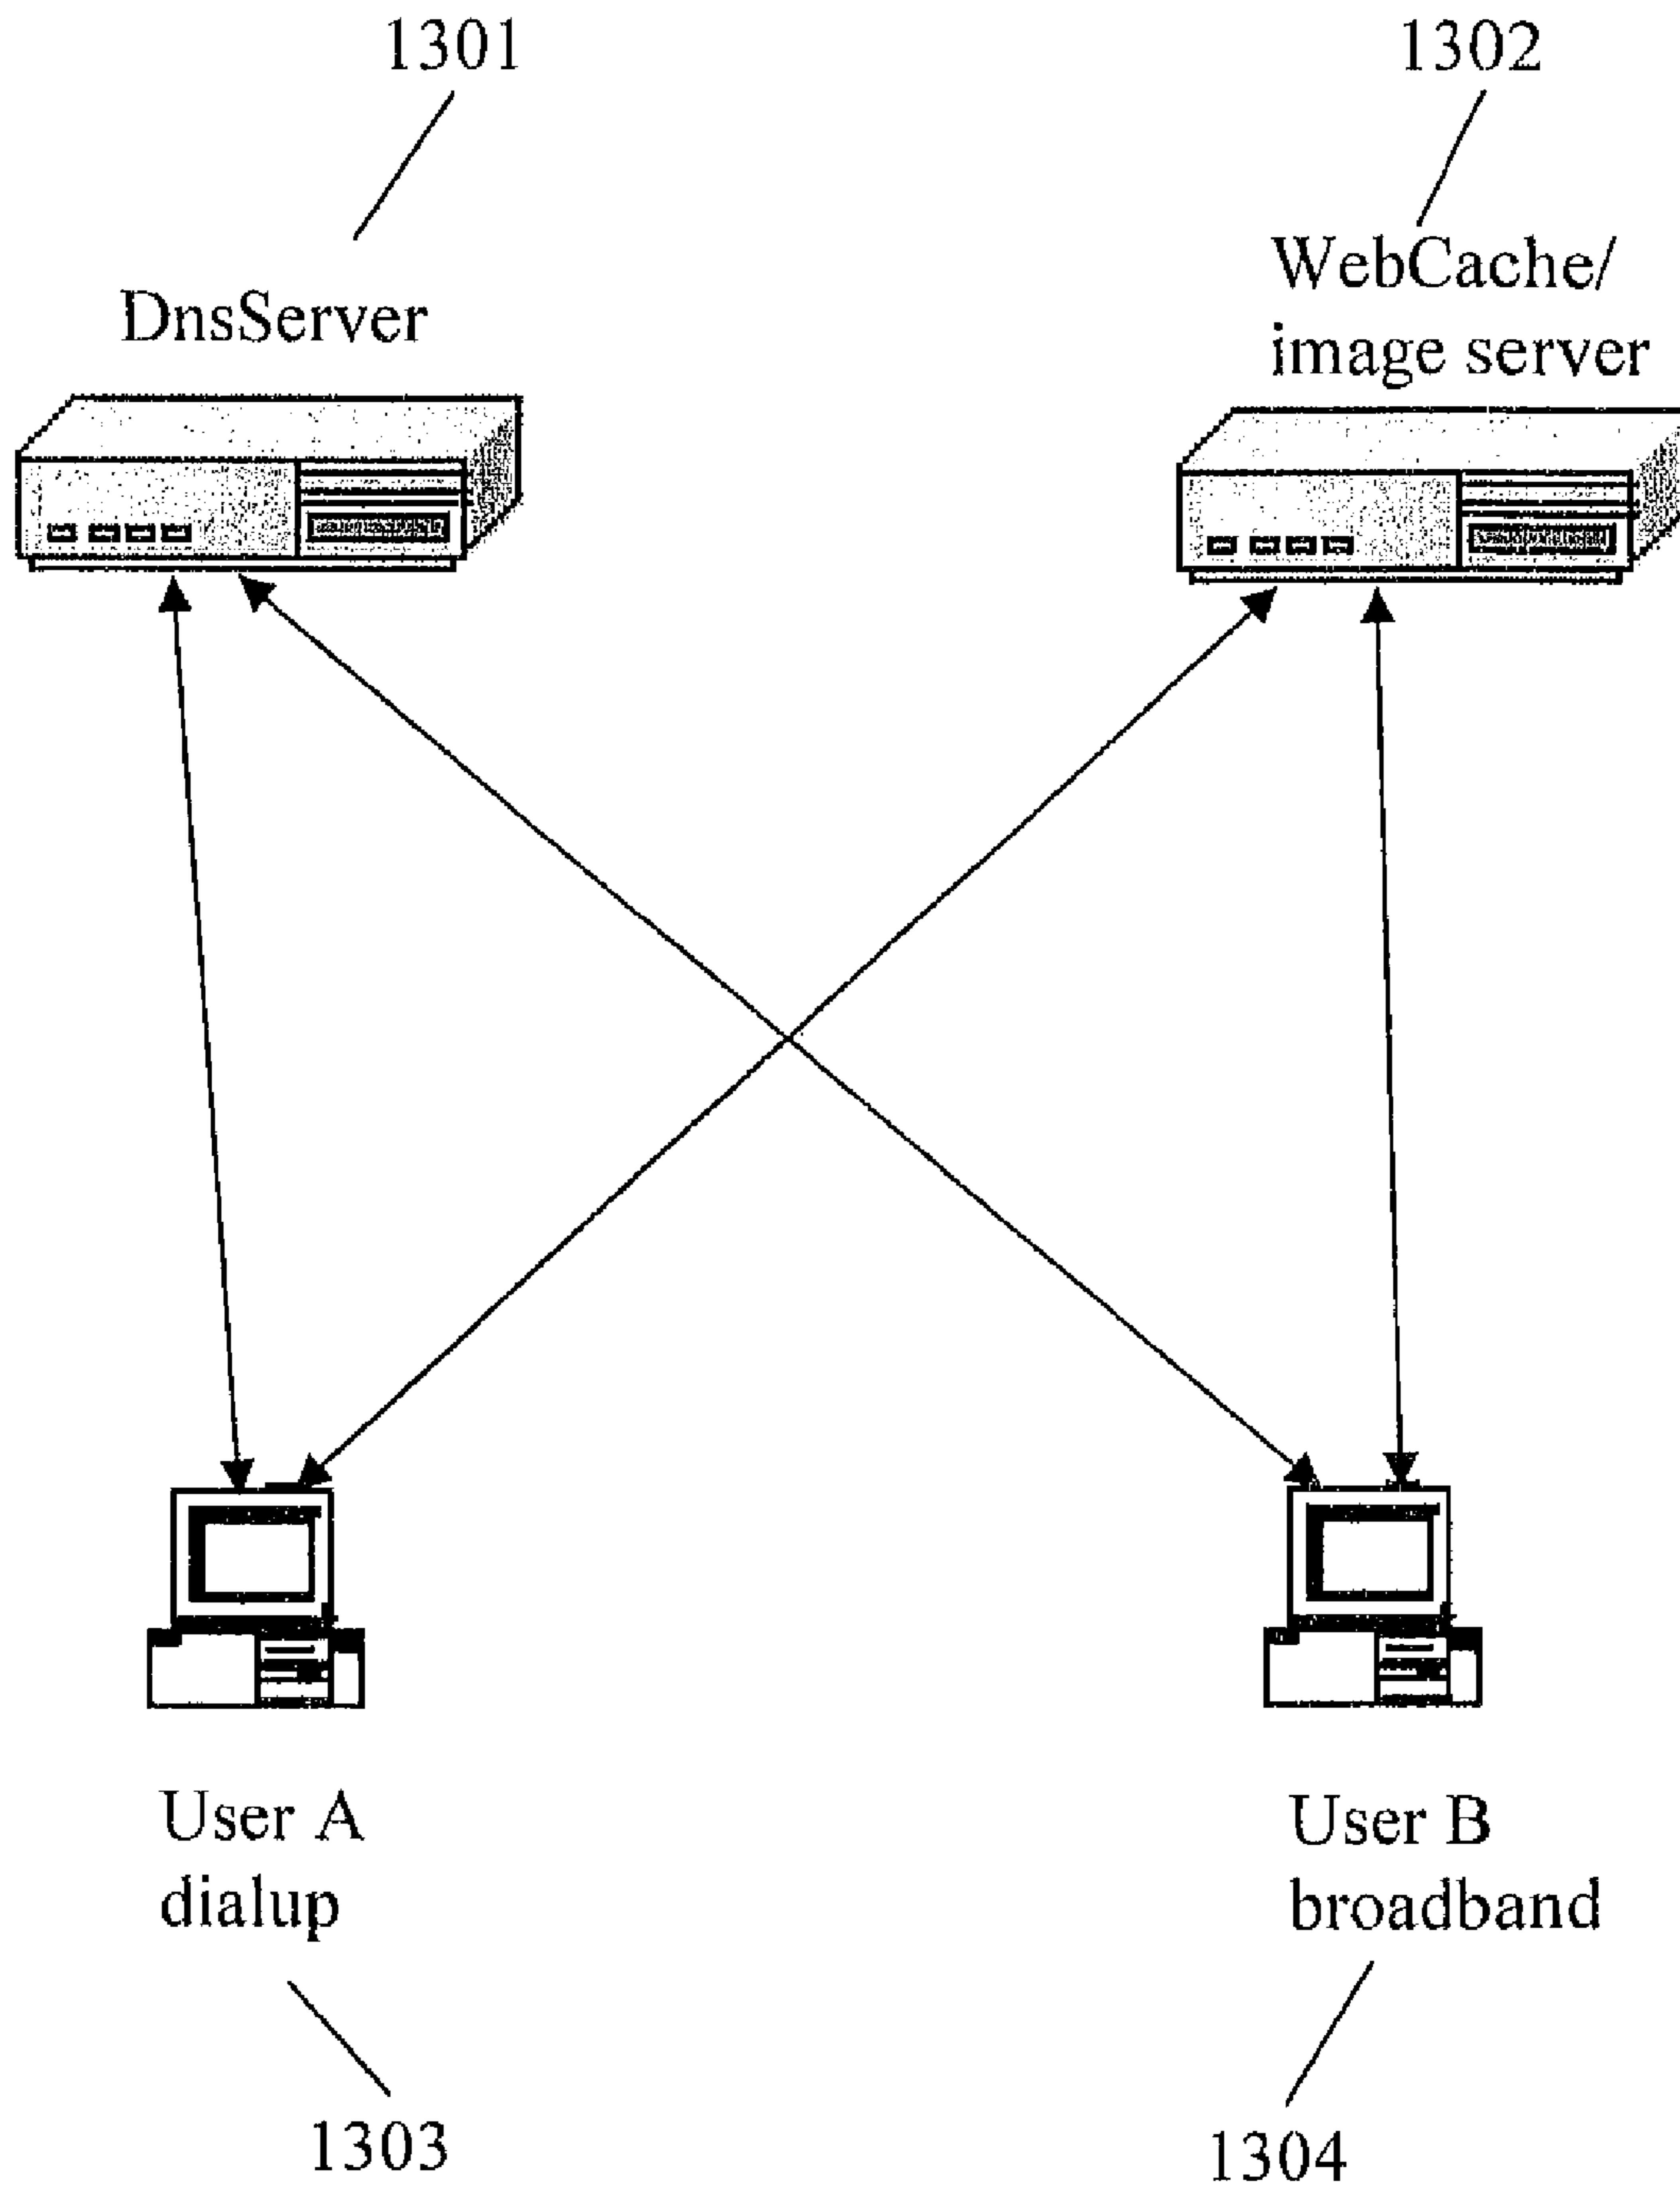 1301
1302
DnsServer
WebCache/
image server
User A
dialup
User B
broadband
1303
1304